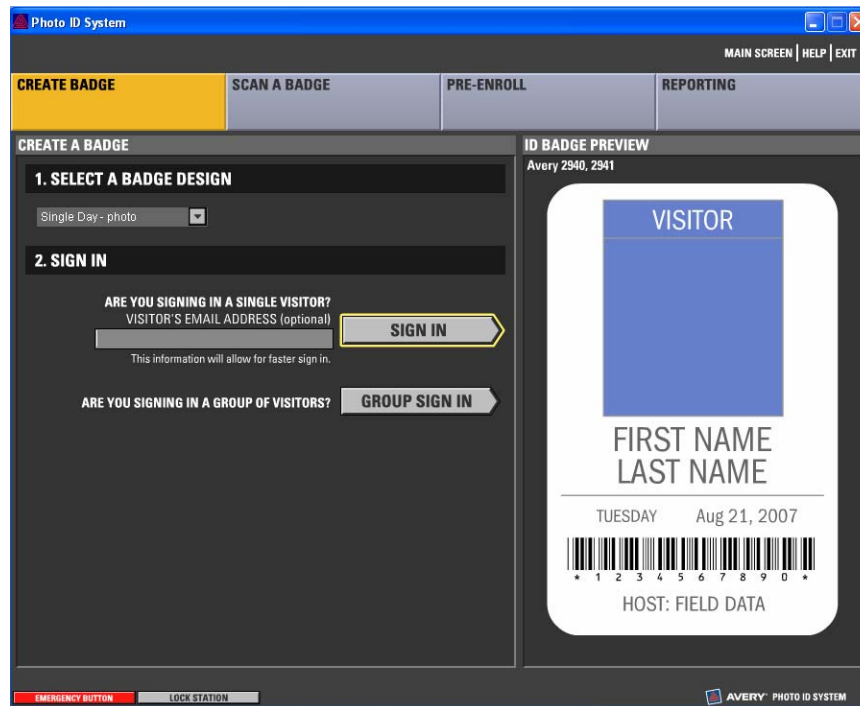 Photo ID System
MAIN SCREEN | HELP | EXIT
CREATE BADGE
SCAN A BADGE
PRE-ENROLL
REPORTING
CREATE A BADGE
1. SELECT A BADGE DESIGN
Single Day - photo
2. SIGN IN
ARE YOU SIGNING IN A SINGLE VISITOR?
VISITOR'S EMAIL ADDRESS (optional)
SIGN IN
This information will allow for faster sign in.
ARE YOU SIGNING IN A GROUP OF VISITORS?
GROUP SIGN IN
ID BADGE PREVIEW
Avery 2940, 2941
VISITOR
FIRST NAME
LAST NAME
TUESDAY Aug 21, 2007
* 1 2 3 4 5 6 7 8 9 0 *
HOST: FIELD DATA
EMERGENCY BUTTON
LOCK STATION
AVERY PHOTO ID SYSTEM